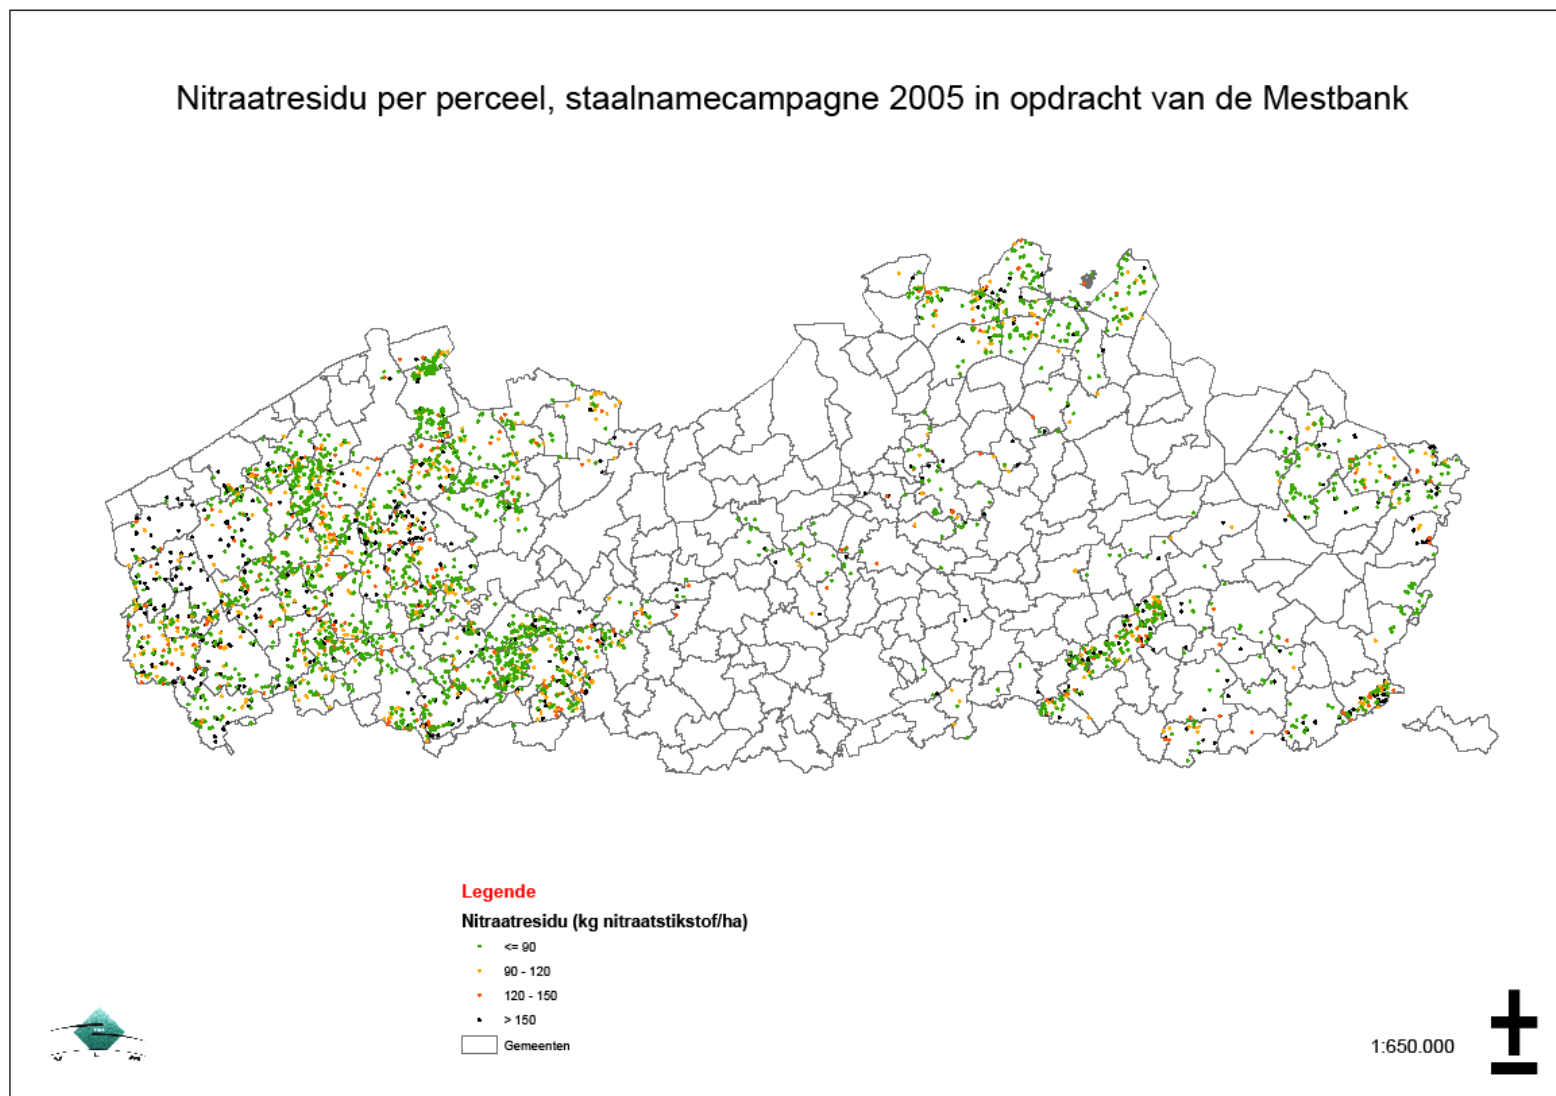 Nitraatresidu per perceel, staalnamecampagne 2005 in opdracht van de Mestbank
Legende
Nitraatresidu (kg nitraatstikstof/ha)
<= 90
90 - 120
120 - 150
> 150
Gemeenten
1:650.000
V L M